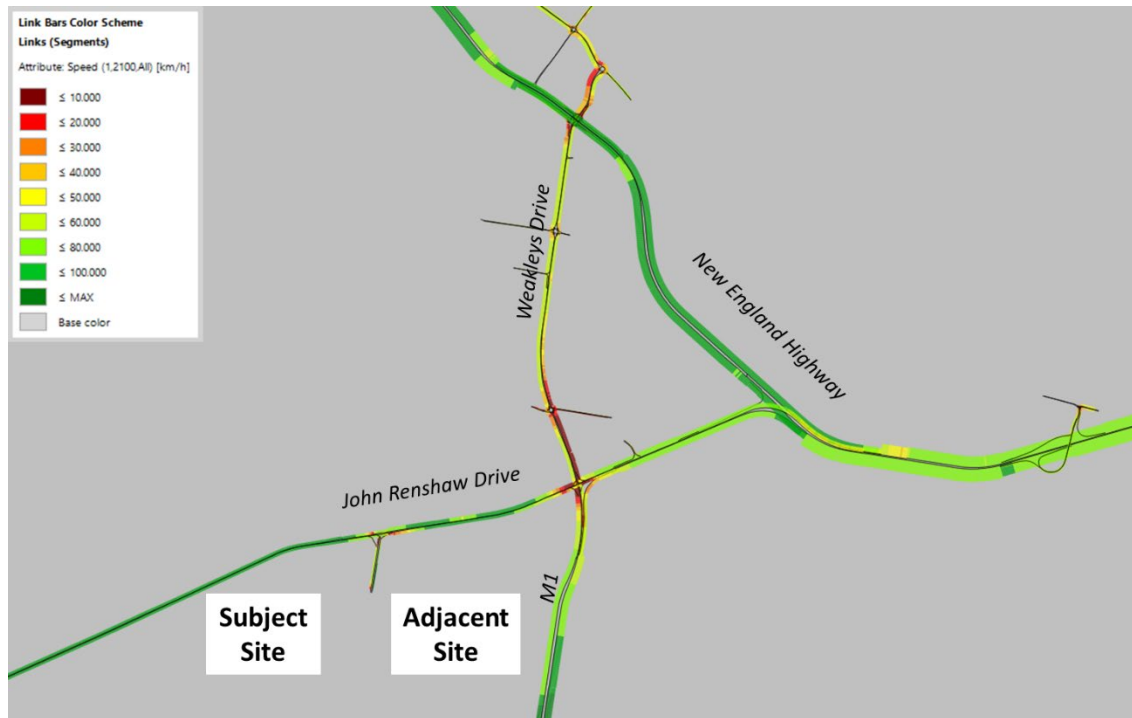 Link Bars Color Scheme
Links (Segments)
Attribute: Speed (1,2100,All) [km/h]
≤ 10.000
≤ 20.000
≤ 30.000
≤ 40.000
≤ 50.000
≤ 60.000
≤ 80.000
≤ 100.000
≤ MAX
Base color
Weakleys Drive
New England Highway
John Renshaw Drive
M1
Subject
Site
Adjacent
Site